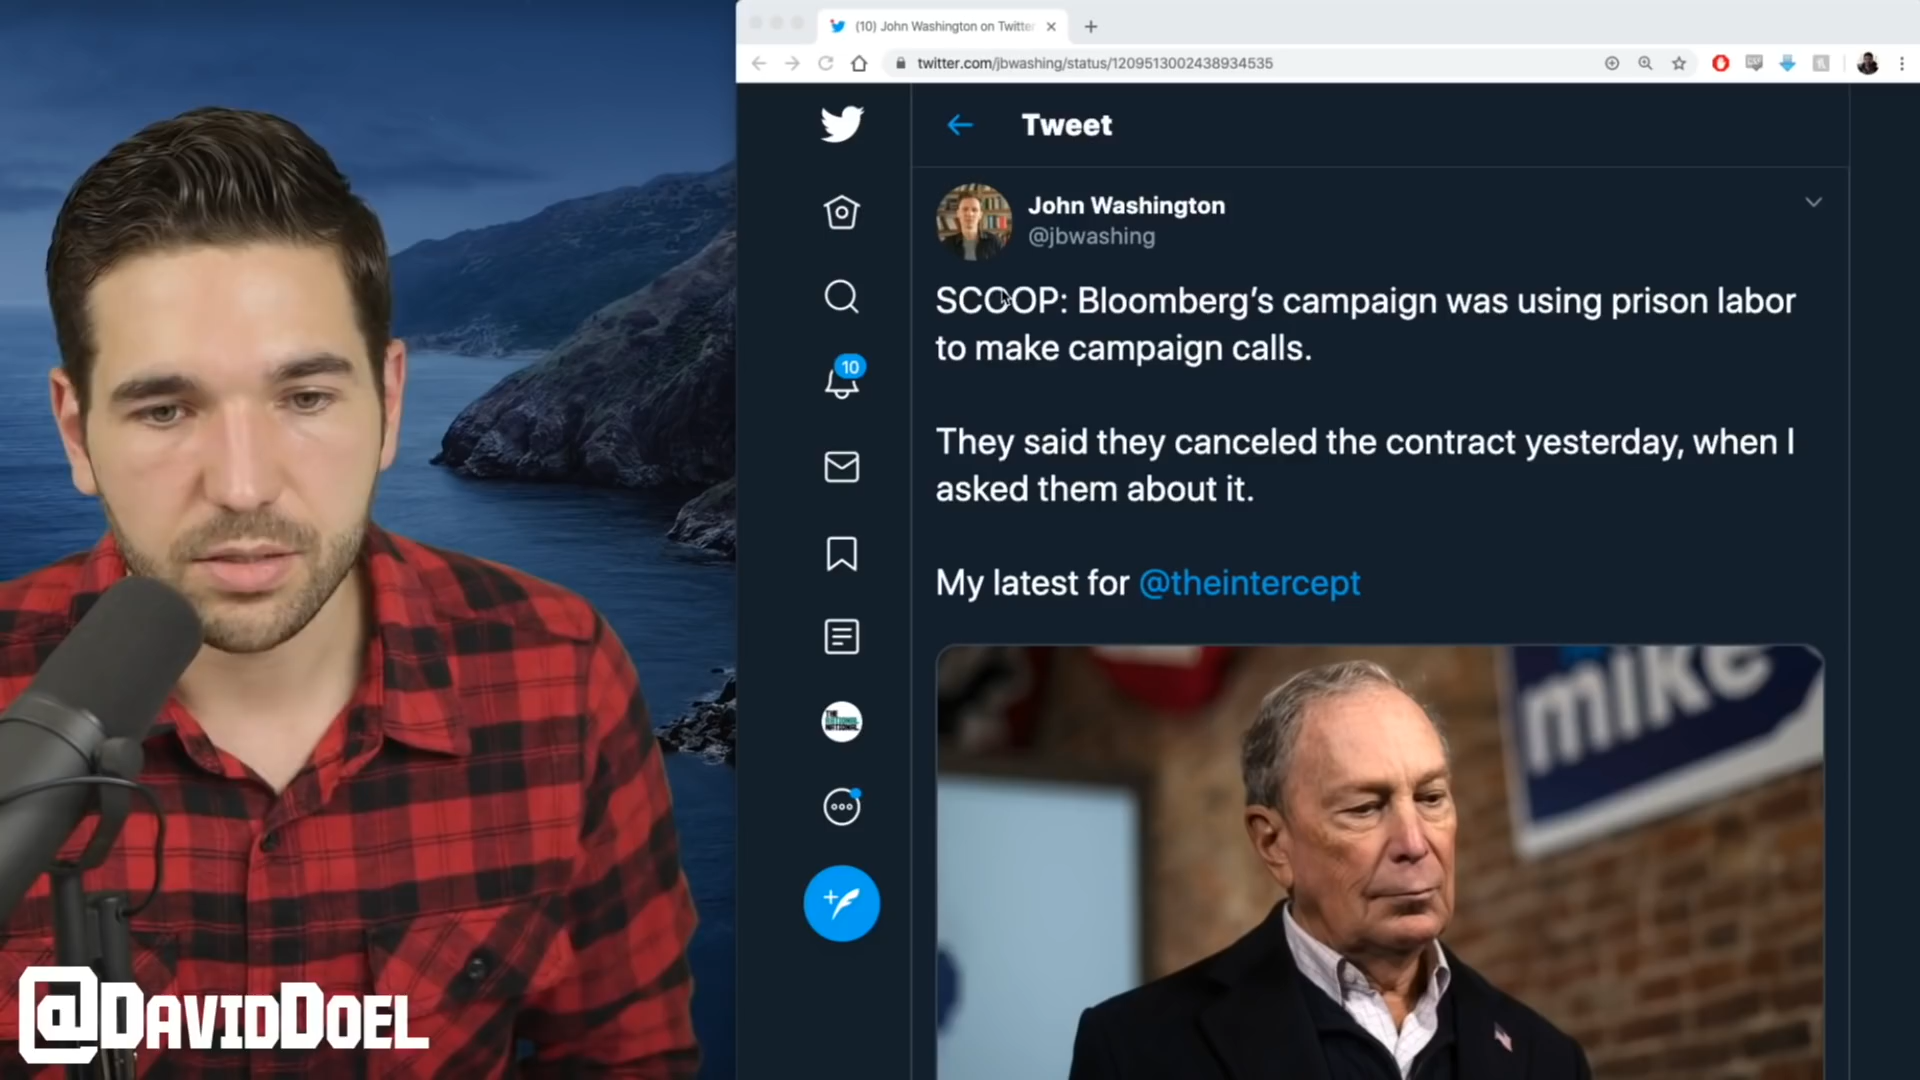 (10) John Washington on Twitter
twitter.com/jbwashing/status/1209513002438934535
Tweet
John Washington
@jbwashing
SCOOP: Bloomberg’s campaign was using prison labor
to make campaign calls.
They said they canceled the contract yesterday, when I
asked them about it.
My latest for @theintercept
10
mike
@DAVIDDOEL